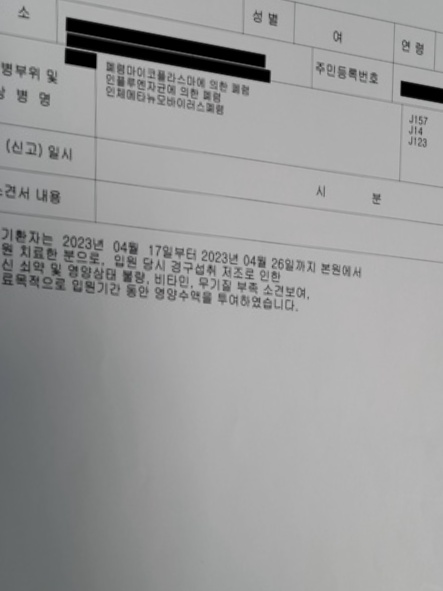 소
성 별
여
연 령
주민등록번호
병부위 및
상 병 명
폐렴마이코플라스마에 의한 폐렴
인플루엔자균에 의한 폐렴
인체메타뉴모바이러스폐렴
J157
J14
J123
(신고) 일시
시 분
견서 내용
기환자는 2023년 04월 17일부터 2023년 04월 26일까지 본원에서
원 치료한 분으로, 입원 당시 경구섭취 저조로 인한
신 쇠약 및 영양상태 불량, 비타민, 무기질 부족 소견보여,
료목적으로 입원기간 동안 영양수액을 투여하였습니다.